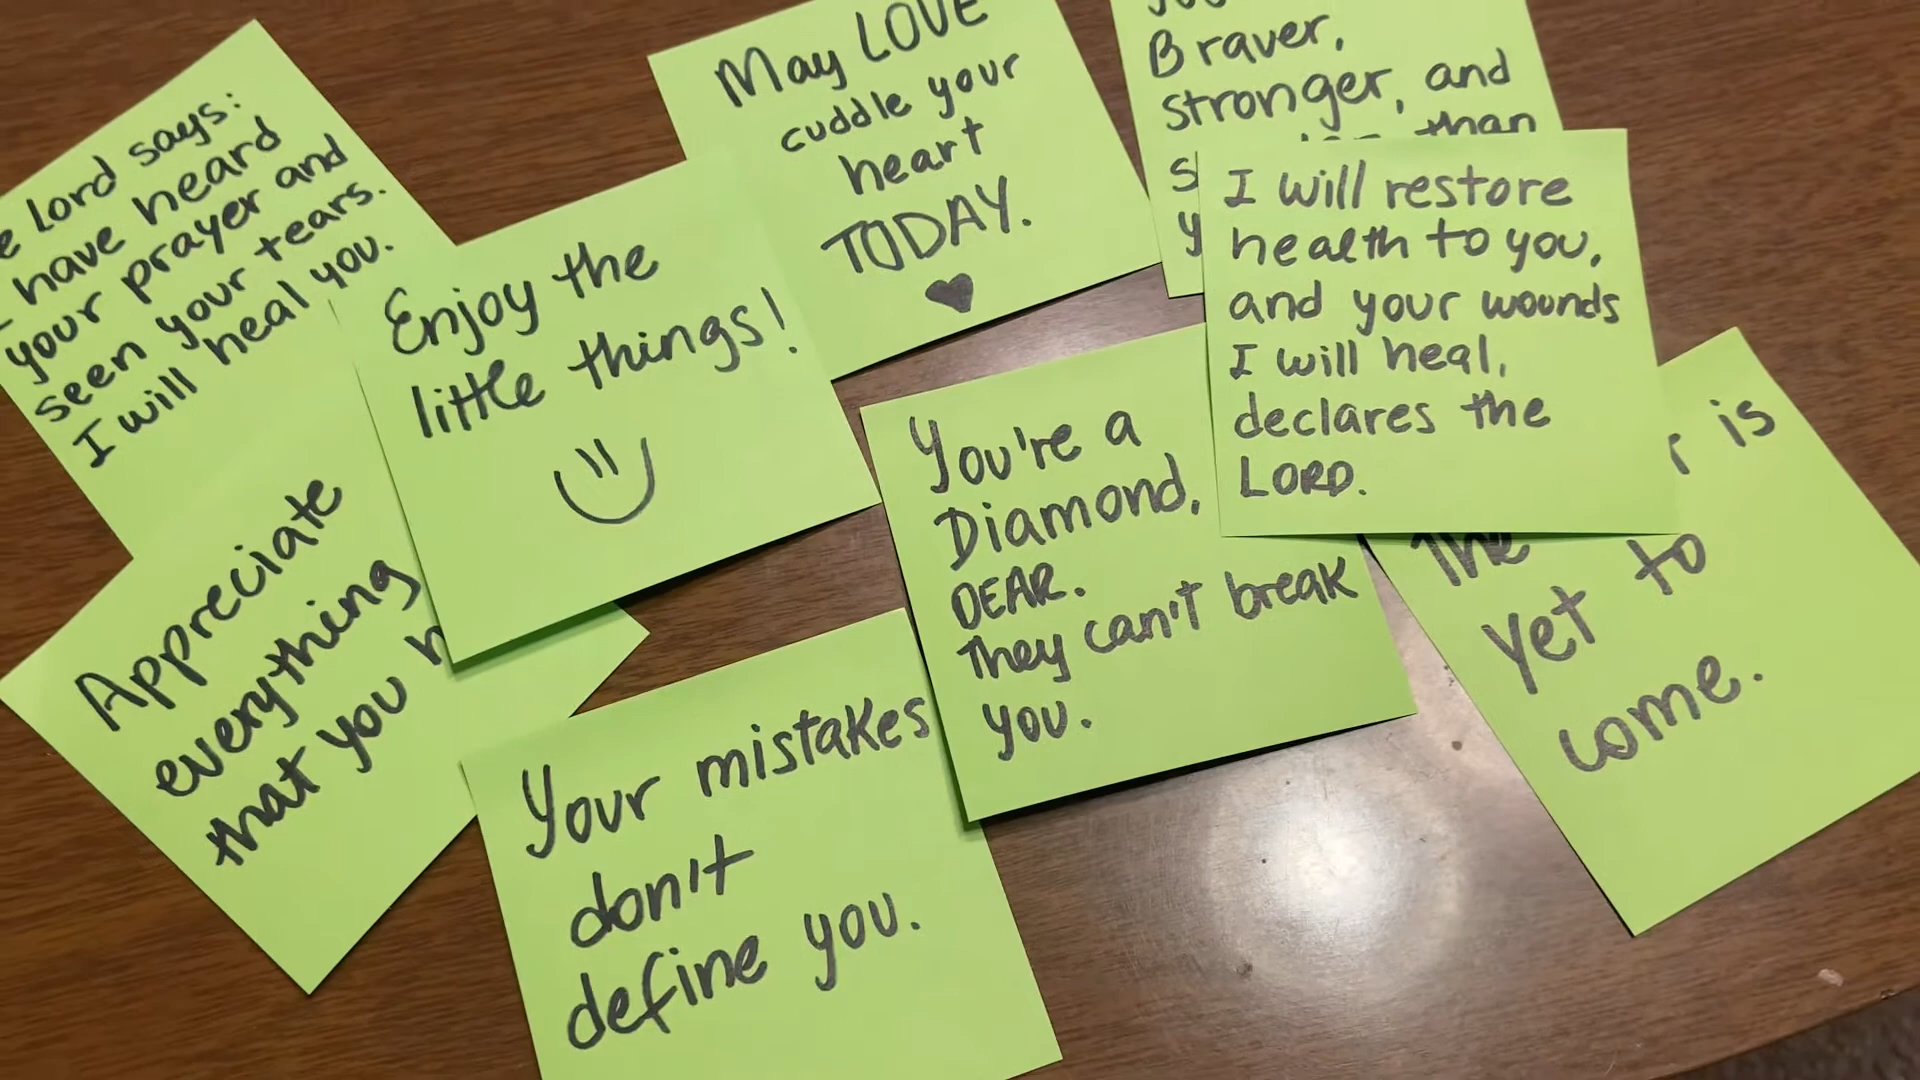 Lord says:
have heard
your prayer and
seen your tears.
I will heal you.
Enjoy the
little things!
May LOVE
cuddle your
heart
TODAY.
Braver,
stronger, and
than
I will restore
health to you,
and your wounds
I will heal,
declares the
LORD.
You're a
Diamond,
DEAR.
They can't break
you.
is
The
yet to
come.
Appreciate
everything
that you
Your mistakes
don't
define you.